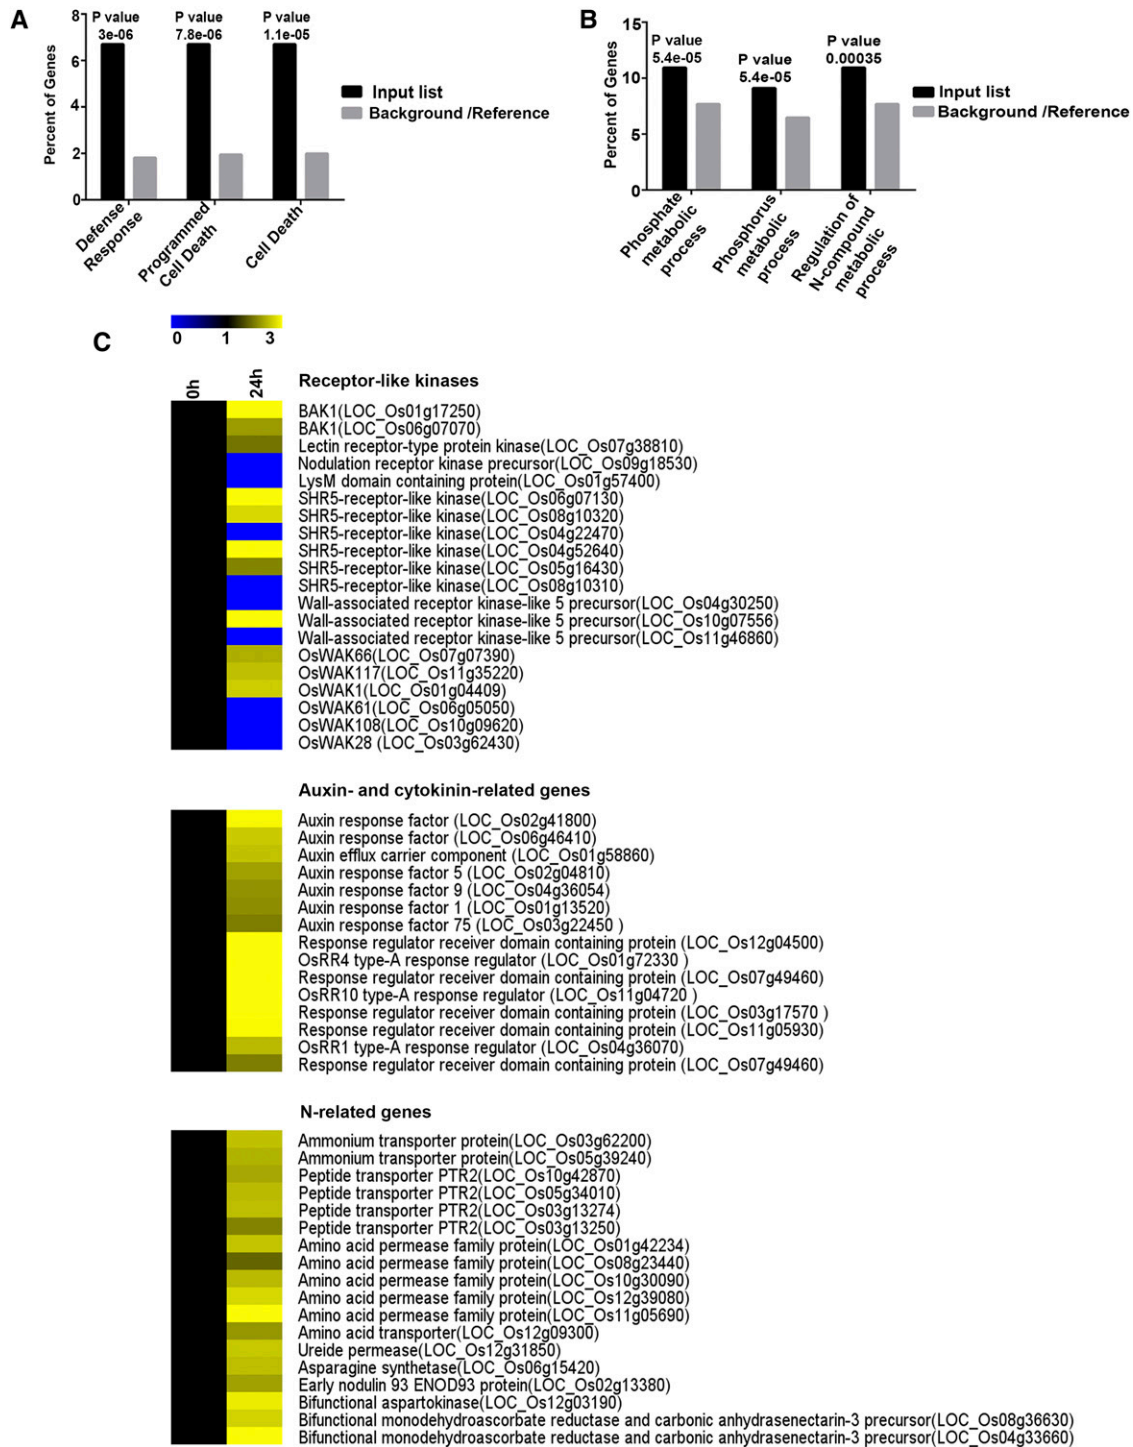 A
Percent of Genes
8
6
4
2
0
P value
3e-06
P value
7.8e-06
P value
1.1e-05
Input list
Background /Reference
Defense
Response
Programmed
Cell Death
Cell Death
B
Percent of Genes
15
10
5
0
P value
5.4e-05
P value
5.4e-05
P value
0.00035
Input list
Background /Reference
Phosphate
metabolic
process
Phosphorus
metabolic
process
Regulation of
N-compound
metabolic
process
C
0 1 3
0h 24h
Receptor-like kinases
BAK1(LOC_Os01g17250)
BAK1(LOC_Os06g07070)
Lectin receptor-type protein kinase(LOC_Os07g38810)
Nodulation receptor kinase precursor(LOC_Os09g18530)
LysM domain containing protein(LOC_Os01g57400)
SHR5-receptor-like kinase(LOC_Os06g07130)
SHR5-receptor-like kinase(LOC_Os08g10320)
SHR5-receptor-like kinase(LOC_Os04g22470)
SHR5-receptor-like kinase(LOC_Os04g52640)
SHR5-receptor-like kinase(LOC_Os05g16430)
SHR5-receptor-like kinase(LOC_Os08g10310)
Wall-associated receptor kinase-like 5 precursor(LOC_Os04g30250)
Wall-associated receptor kinase-like 5 precursor(LOC_Os10g07556)
Wall-associated receptor kinase-like 5 precursor(LOC_Os11g46860)
OsWAK66(LOC_Os07g07390)
OsWAK117(LOC_Os11g35220)
OsWAK1(LOC_Os01g04409)
OsWAK61(LOC_Os06g05050)
OsWAK108(LOC_Os10g09620)
OsWAK28 (LOC_Os03g62430)
Auxin- and cytokinin-related genes
Auxin response factor (LOC_Os02g41800)
Auxin response factor (LOC_Os06g46410)
Auxin efflux carrier component (LOC_Os01g58860)
Auxin response factor 5 (LOC_Os02g04810)
Auxin response factor 9 (LOC_Os04g36054)
Auxin response factor 1 (LOC_Os01g13520)
Auxin response factor 75 (LOC_Os03g22450 )
Response regulator receiver domain containing protein (LOC_Os12g04500)
OsRR4 type-A response regulator (LOC_Os01g72330 )
Response regulator receiver domain containing protein (LOC_Os07g49460)
OsRR10 type-A response regulator (LOC_Os11g04720 )
Response regulator receiver domain containing protein (LOC_Os03g17570 )
Response regulator receiver domain containing protein (LOC_Os11g05930)
OsRR1 type-A response regulator (LOC_Os04g36070)
Response regulator receiver domain containing protein (LOC_Os07g49460)
N-related genes
Ammonium transporter protein(LOC_Os03g62200)
Ammonium transporter protein(LOC_Os05g39240)
Peptide transporter PTR2(LOC_Os10g42870)
Peptide transporter PTR2(LOC_Os05g34010)
Peptide transporter PTR2(LOC_Os03g13274)
Peptide transporter PTR2(LOC_Os03g13250)
Amino acid permease family protein(LOC_Os01g42234)
Amino acid permease family protein(LOC_Os08g23440)
Amino acid permease family protein(LOC_Os10g30090)
Amino acid permease family protein(LOC_Os12g39080)
Amino acid permease family protein(LOC_Os11g05690)
Amino acid transporter(LOC_Os12g09300)
Ureide permease(LOC_Os12g31850)
Asparagine synthetase(LOC_Os06g15420)
Early nodulin 93 ENOD93 protein(LOC_Os02g13380)
Bifunctional aspartokinase(LOC_Os12g03190)
Bifunctional monodehydroascorbate reductase and carbonic anhydrasenectarin-3 precursor(LOC_Os08g36630)
Bifunctional monodehydroascorbate reductase and carbonic anhydrasenectarin-3 precursor(LOC_Os04g33660)